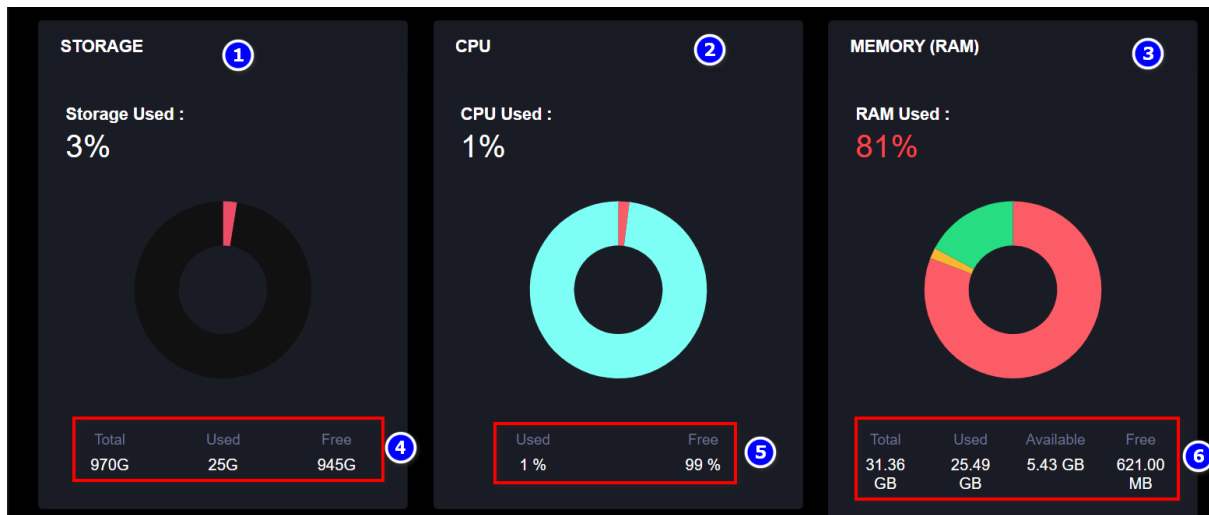 STORAGE
1
Storage Used :
3%
Total Used Free
970G 25G 945G
4
CPU
2
CPU Used :
1%
Used Free
1 % 99 %
5
MEMORY (RAM)
3
RAM Used :
81%
Total Used Available Free
31.36 25.49 5.43 GB 621.00
GB GB MB
6